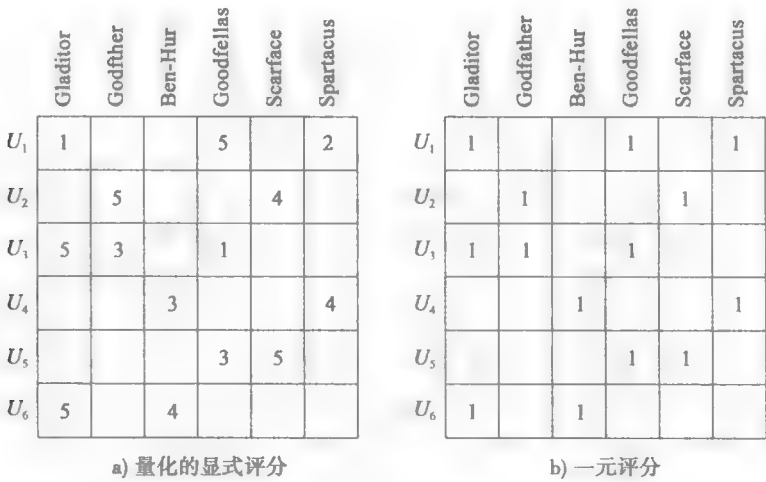 Gladitor Godfther Ben-Hur Goodfellas Scarface Spartacus
U1 1 5 2
U2 5 4
U3 5 3 1
U4 3 4
U5 3 5
U6 5 4
a) 量化的显式评分
Gladitor Godfather Ben-Hur Goodfellas Scarface Spartacus
U1 1 1 1
U2 1 1
U3 1 1 1
U4 1 1
U5 1 1
U6 1 1
b) 一元评分